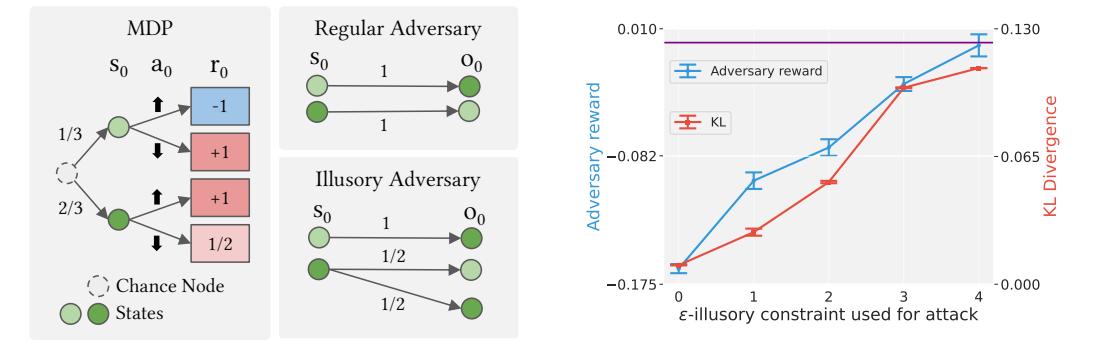 MDP
s0 a0 r0
1/3
2/3
-1
+1
+1
1/2
Chance Node
States
Regular Adversary
s0 o0
1
1
Illusory Adversary
s0 o0
1
1/2
1/2
0.010
−0.082
−0.175
Adversary reward
Adversary reward
KL
0.130
0.065
0.000
KL Divergence
0 1 2 3 4
ε-illusory constraint used for attack